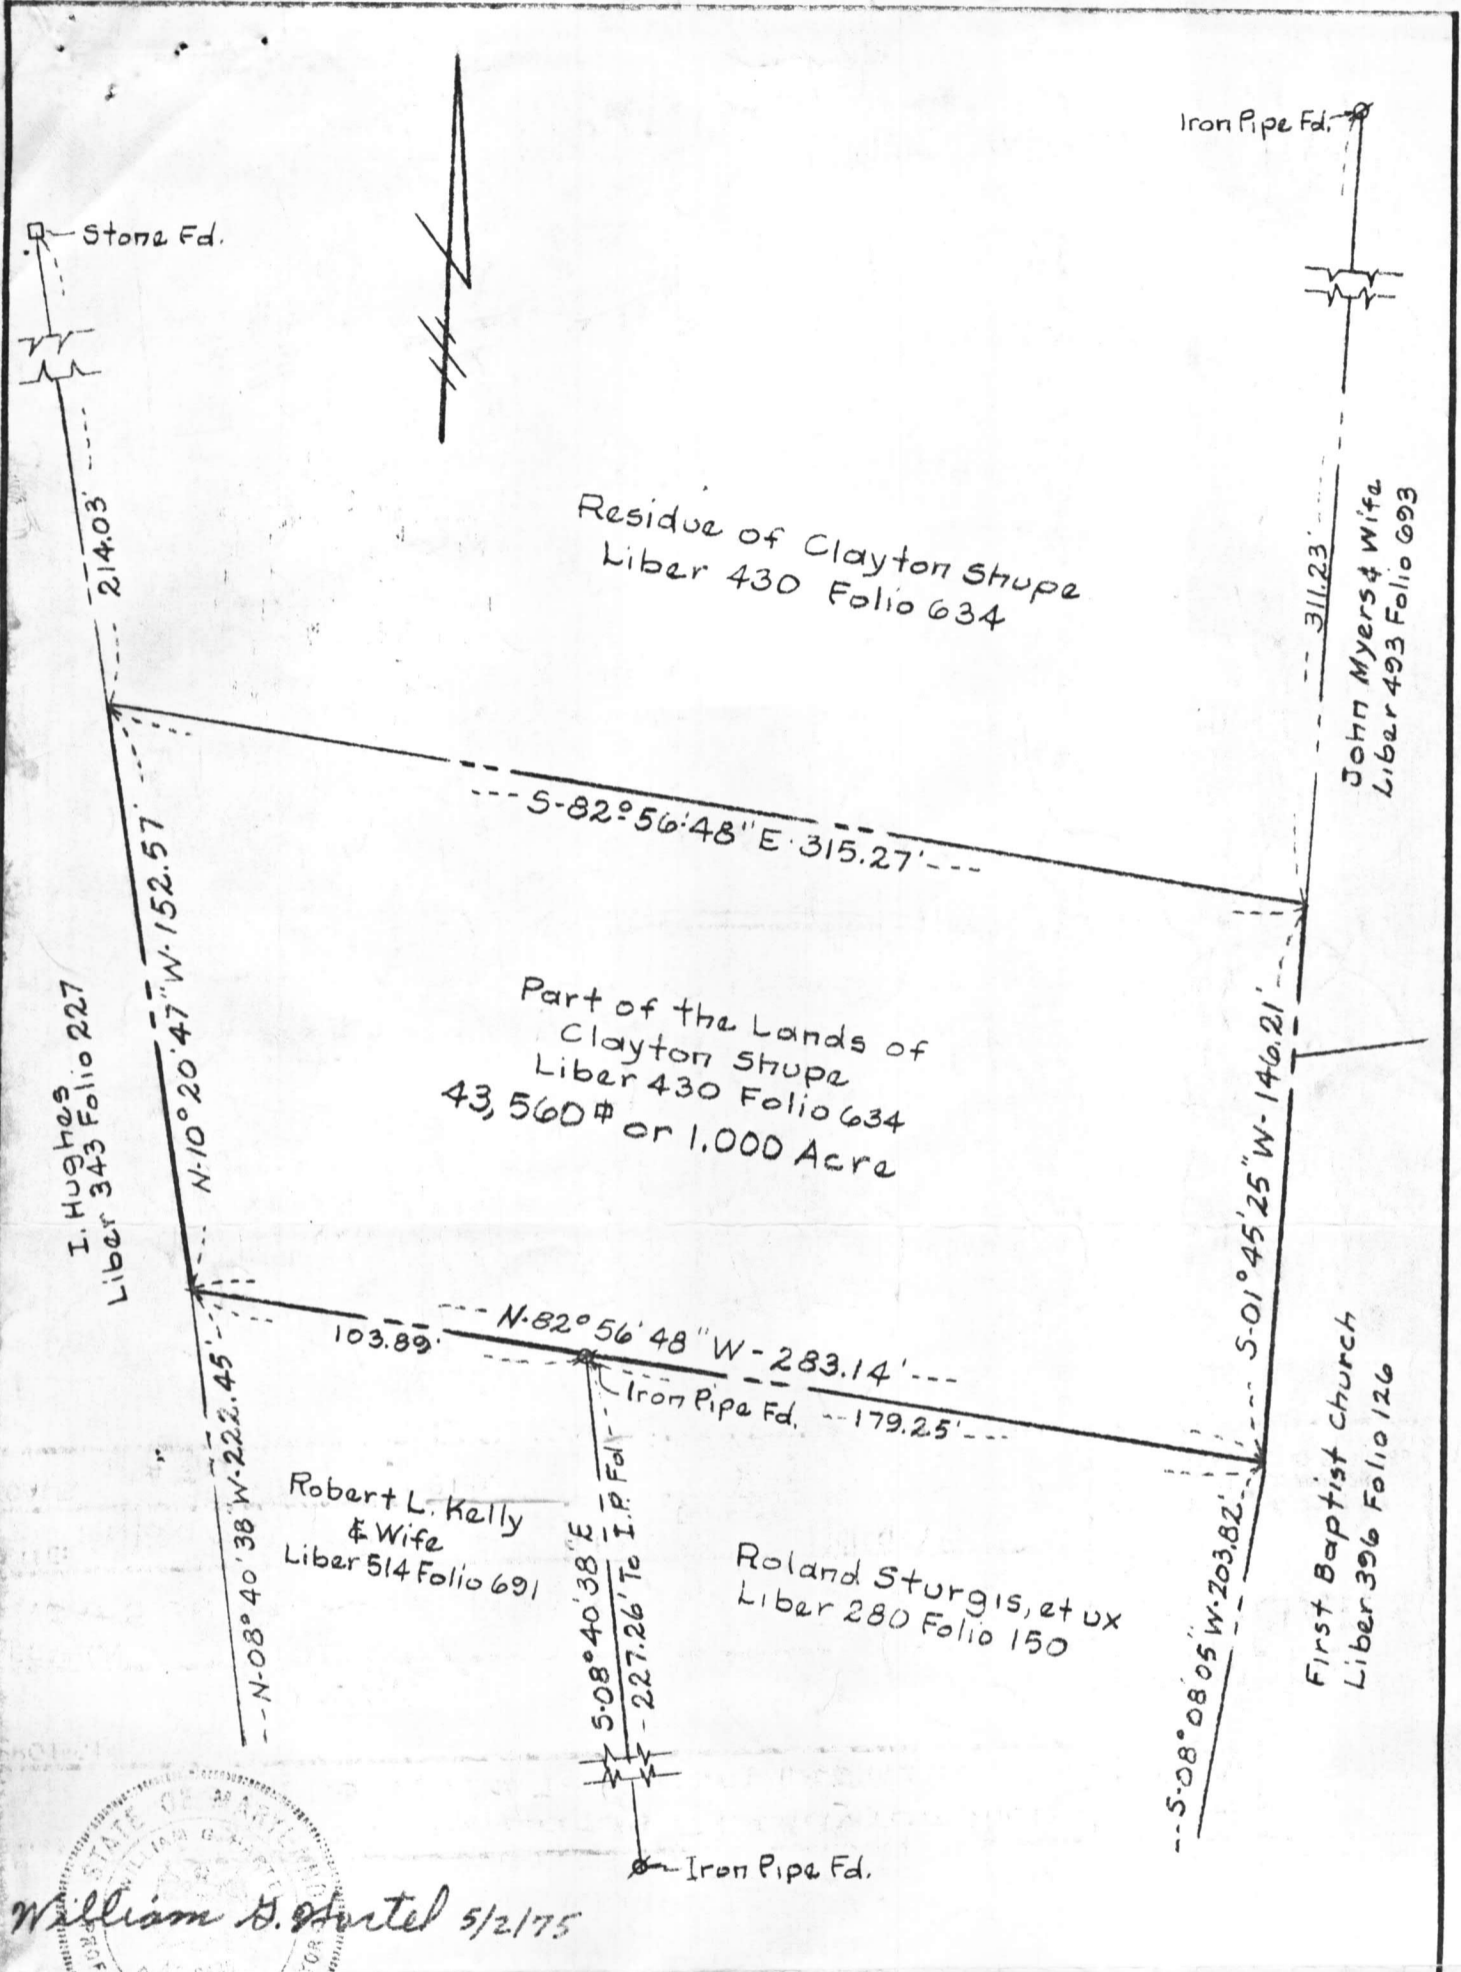 Iron Pipe Fd.
Stone Fd.
214.03'
Residue of Clayton Shupe
Liber 430 Folio 634
311.23'
John Myers & Wife
Liber 493 Folio 693
S-82°56'48"E-315.27'
N-10°20'47"W-152.57'
I. Hughes
Liber 343 Folio 227
Part of the Lands of
Clayton Shupe
Liber 430 Folio 634
43,560⌗ or 1.000 Acre
S-01°45'25"W-146.21'
N-82°56'48"W-283.14'
103.89'
Iron Pipe Fd.
179.25'
N-08°40'38"W-222.45'
Robert L. Kelly
& Wife
Liber 514 Folio 691
S-08°40'38"E
227.26' To I.P. Fd.
Roland Sturgis, et ux
Liber 280 Folio 150
S-08°08'05"W-203.82'
First Baptist Church
Liber 396 Folio 126
Iron Pipe Fd.
STATE OF MARYLAND
WILLIAM
William G. Hartel 5/2/75